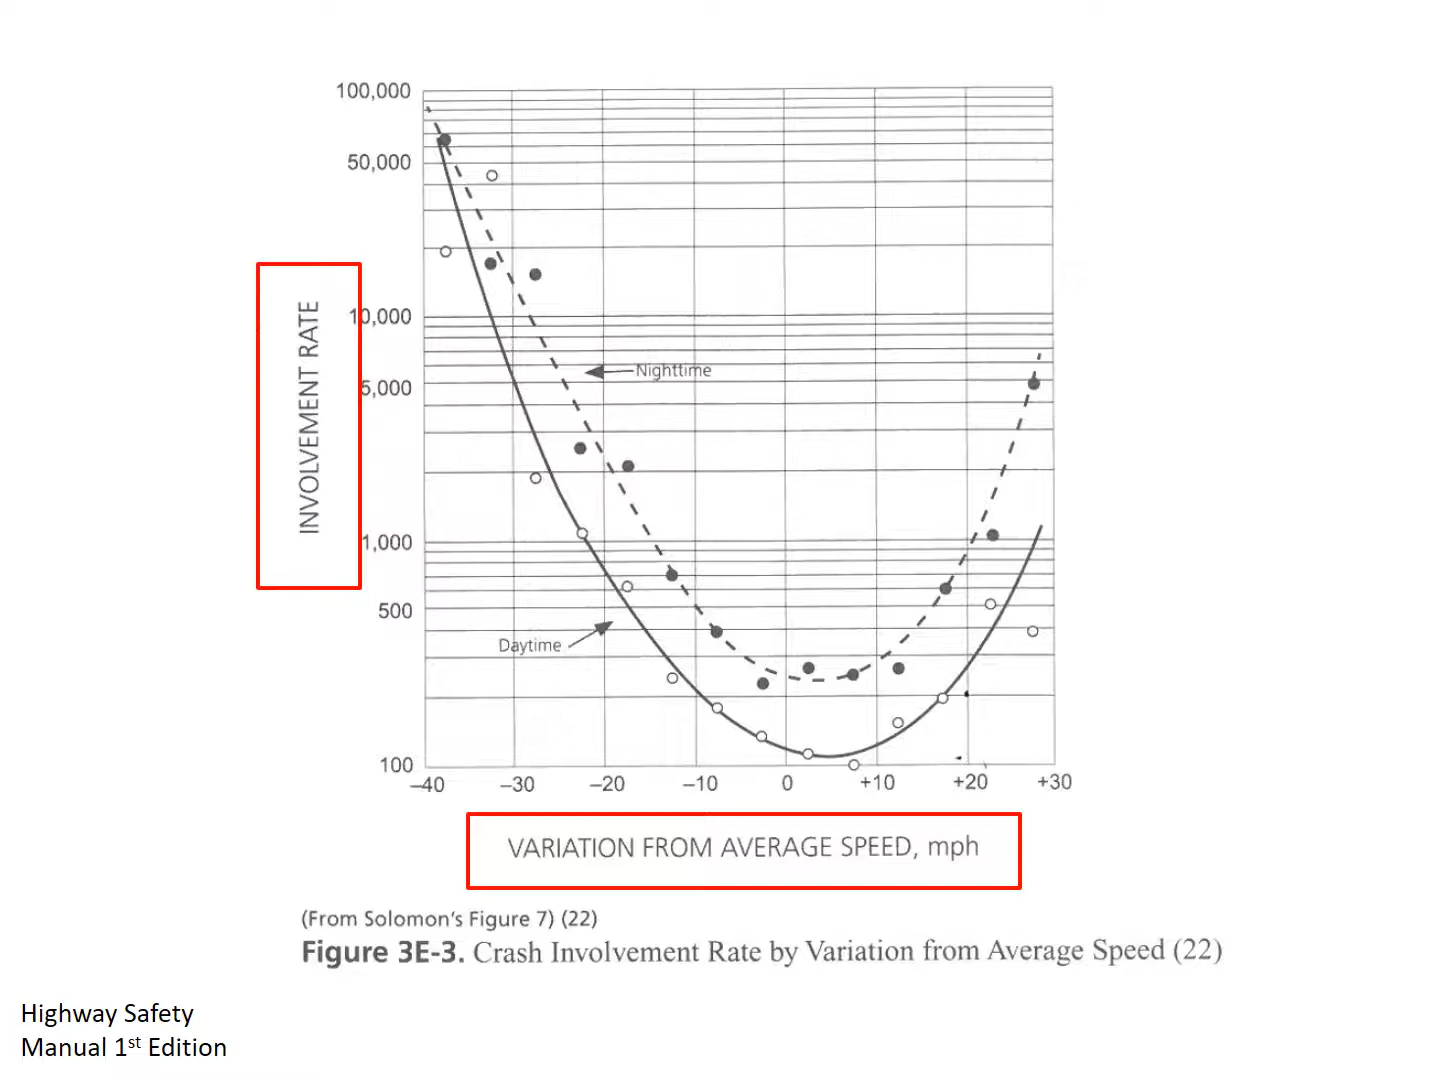 100,000
50,000
10,000
5,000
1,000
500
100
INVOLVEMENT RATE
Nighttime
Daytime
–40 –30 –20 –10 0 +10 +20 +30
VARIATION FROM AVERAGE SPEED, mph
(From Solomon's Figure 7) (22)
Figure 3E-3. Crash Involvement Rate by Variation from Average Speed (22)
Highway Safety
Manual 1st Edition